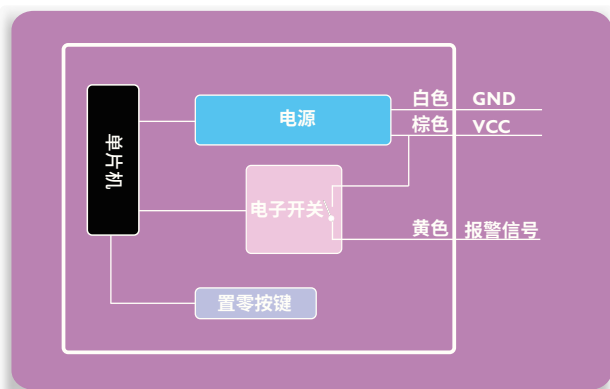 白色 GND
电源
棕色 VCC
单片机
电子开关
黄色 报警信号
置零按键